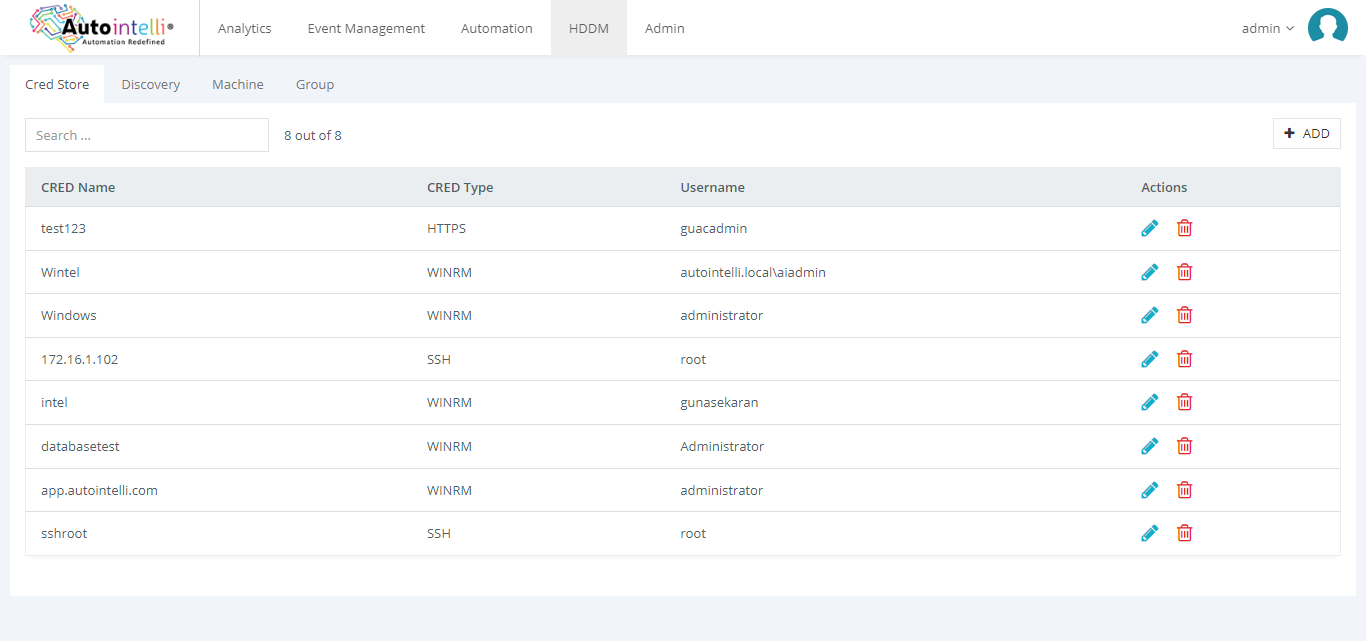 Autointelli®
Automation Redefined
Analytics Event Management Automation HDDM Admin admin
Cred Store Discovery Machine Group
Search ... 8 out of 8 ADD
CRED Name CRED Type Username Actions
test123 HTTPS guacadmin
Wintel WINRM autointelli.local\aiadmin
Windows WINRM administrator
172.16.1.102 SSH root
intel WINRM gunasekaran
databasetest WINRM Administrator
app.autointelli.com WINRM administrator
sshroot SSH root